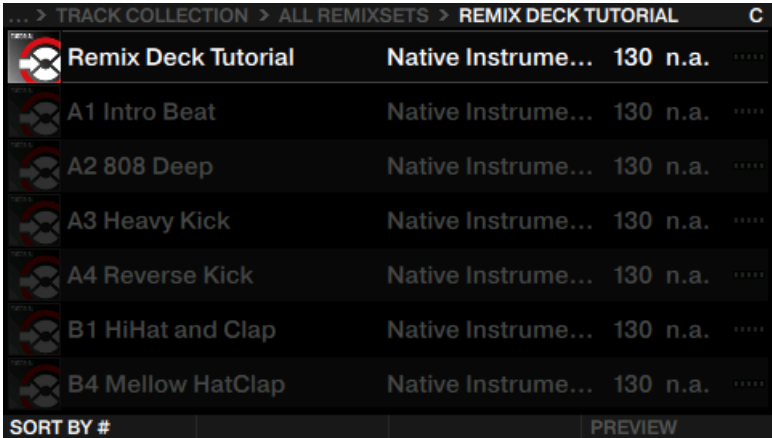 ... > TRACK COLLECTION > ALL REMIXSETS > REMIX DECK TUTORIAL C
Remix Deck Tutorial Native Instrume... 130 n.a.
A1 Intro Beat Native Instrume... 130 n.a.
A2 808 Deep Native Instrume... 130 n.a.
A3 Heavy Kick Native Instrume... 130 n.a.
A4 Reverse Kick Native Instrume... 130 n.a.
B1 HiHat and Clap Native Instrume... 130 n.a.
B4 Mellow HatClap Native Instrume... 130 n.a.
SORT BY # PREVIEW